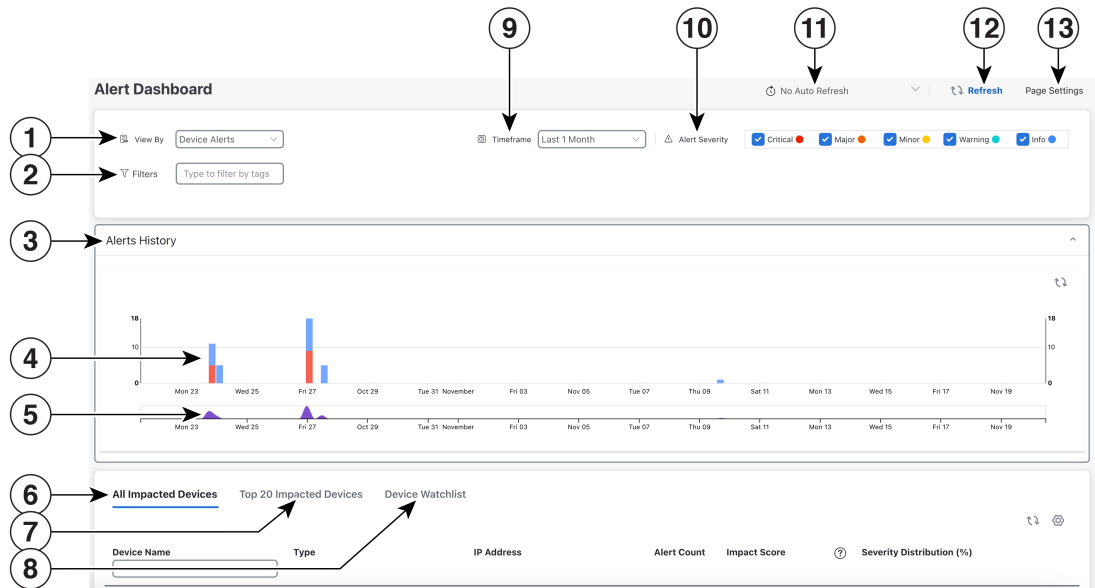 9 10 11 12 13
Alert Dashboard No Auto Refresh Refresh Page Settings
1 View By Device Alerts Timeframe Last 1 Month Alert Severity Critical Major Minor Warning Info
2 Filters Type to filter by tags
3 Alerts History
18 18
4 10 10
0 0
Mon 23 Wed 25 Fri 27 Oct 29 Tue 31 November Fri 03 Nov 05 Tue 07 Thu 09 Sat 11 Mon 13 Wed 15 Fri 17 Nov 19
5
Mon 23 Wed 25 Fri 27 Oct 29 Tue 31 November Fri 03 Nov 05 Tue 07 Thu 09 Sat 11 Mon 13 Wed 15 Fri 17 Nov 19
6 All Impacted Devices Top 20 Impacted Devices Device Watchlist
7
Device Name Type IP Address Alert Count Impact Score ? Severity Distribution (%)
8